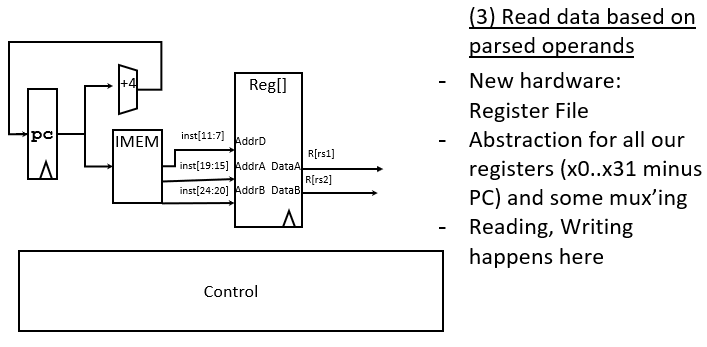 (3) Read data based on
parsed operands
- New hardware:
Register File
- Abstraction for all our
registers (x0..x31 minus
PC) and some mux’ing
- Reading, Writing
happens here
+4
pc
IMEM
Reg[]
inst[11:7]
AddrD
inst[19:15]
AddrA
DataA
R[rs1]
inst[24:20]
AddrB
DataB
R[rs2]
Control